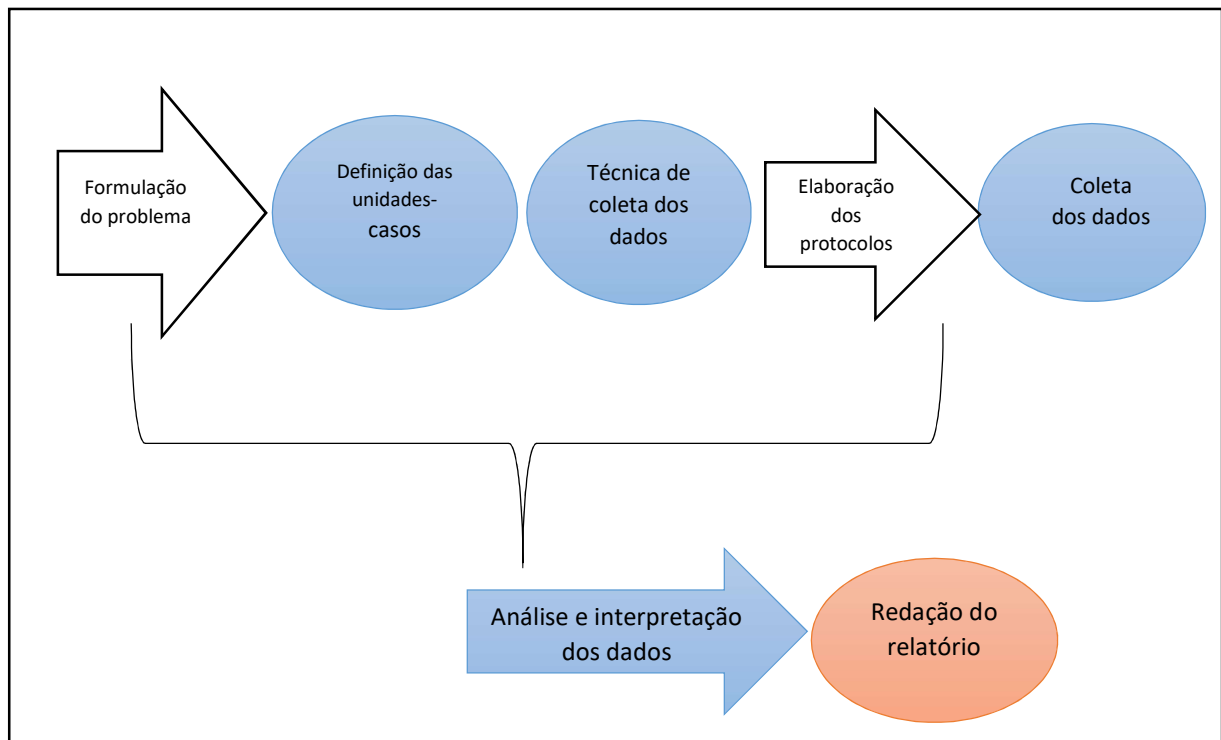 Formulação
do problema
Definição das
unidades-
casos
Técnica de
coleta dos
dados
Elaboração
dos
protocolos
Coleta
dos dados
Análise e interpretação
dos dados
Redação do
relatório